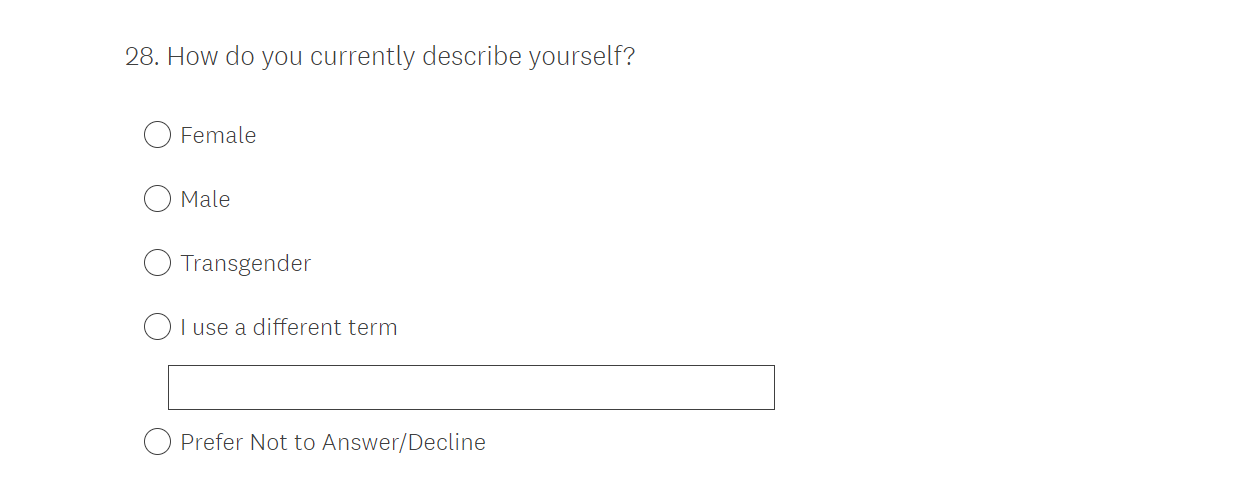 28. How do you currently describe yourself?
Female
Male
Transgender
I use a different term
Prefer Not to Answer/Decline